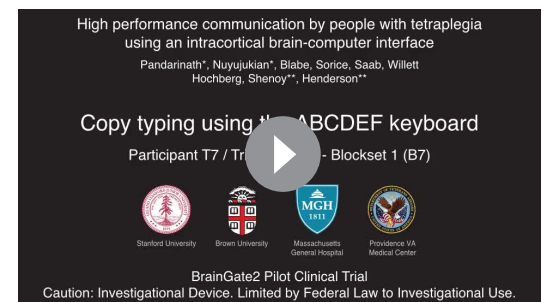 High performance communication by people with tetraplegia
using an intracortical brain-computer interface
Pandarinath*, Nuyujukian*, Blabe, Sorice, Saab, Willett
Hochberg, Shenoy**, Henderson**
Copy typing using ABCDEF keyboard
Participant T7 / - Blockset 1 (B7)
MGH
1811
Stanford University
Brown University
Massachusetts
General Hospital
Providence VA
Medical Center
BrainGate2 Pilot Clinical Trial
Caution: Investigational Device. Limited by Federal Law to Investigational Use.